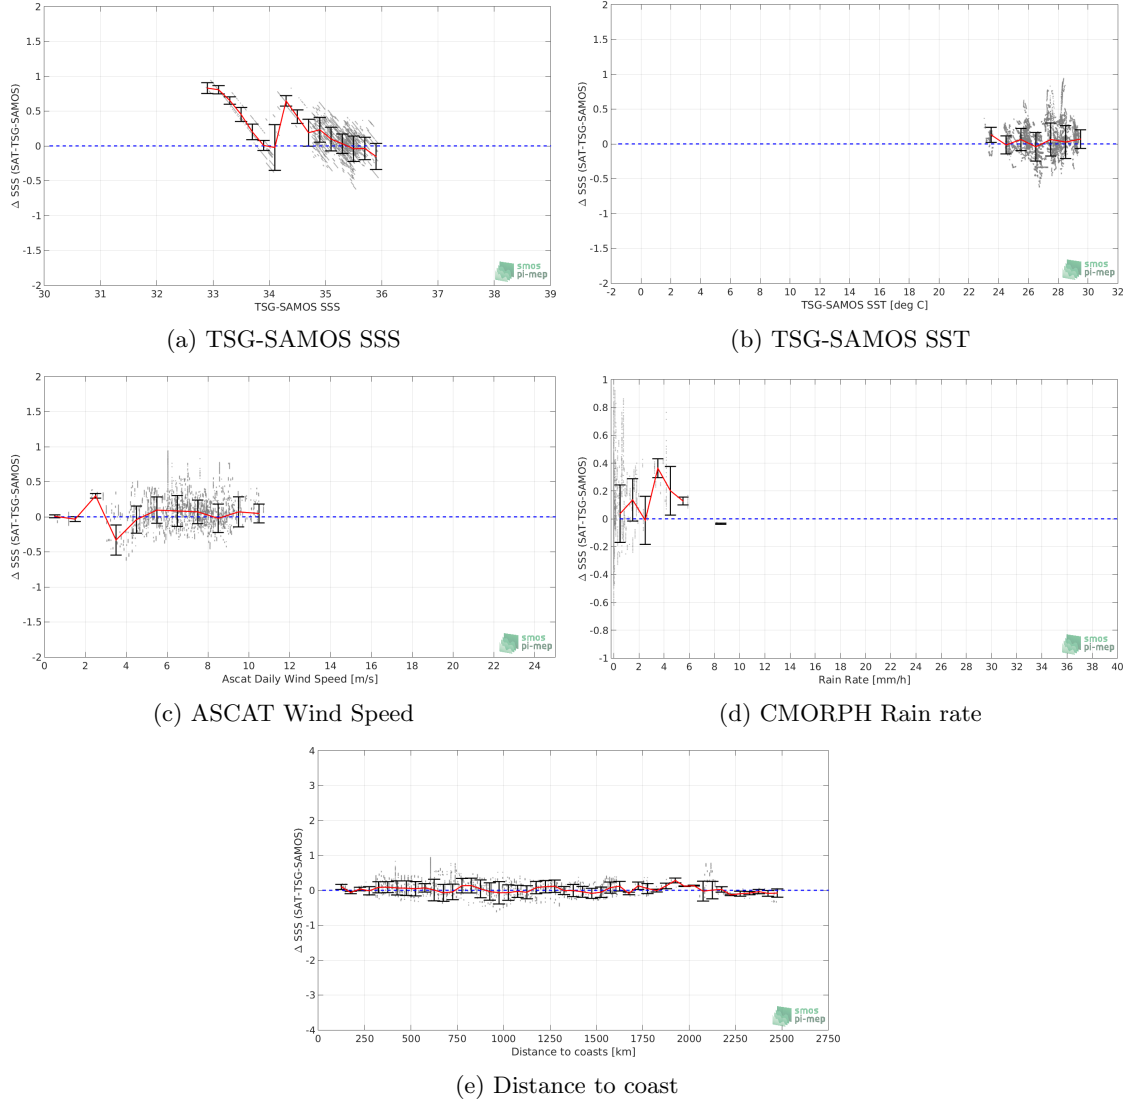 2
1.5
1
0.5
0
-0.5
-1
-1.5
-2
Δ SSS (SAT-TSG-SAMOS)
30 31 32 33 34 35 36 37 38 39
TSG-SAMOS SSS
smos
pi-mep
(a) TSG-SAMOS SSS
2
1.5
1
0.5
0
-0.5
-1
-1.5
-2
Δ SSS (SAT-TSG-SAMOS)
-2 0 2 4 6 8 10 12 14 16 18 20 22 24 26 28 30 32
TSG-SAMOS SST [deg C]
smos
pi-mep
(b) TSG-SAMOS SST
2
1.5
1
0.5
0
-0.5
-1
-1.5
-2
Δ SSS (SAT-TSG-SAMOS)
0 2 4 6 8 10 12 14 16 18 20 22 24
Ascat Daily Wind Speed [m/s]
smos
pi-mep
(c) ASCAT Wind Speed
1
0.8
0.6
0.4
0.2
0
-0.2
-0.4
-0.6
-0.8
-1
Δ SSS (SAT-TSG-SAMOS)
0 2 4 6 8 10 12 14 16 18 20 22 24 26 28 30 32 34 36 38 40
Rain Rate [mm/h]
smos
pi-mep
(d) CMORPH Rain rate
4
3
2
1
0
-1
-2
-3
-4
Δ SSS (SAT-TSG-SAMOS)
0 250 500 750 1000 1250 1500 1750 2000 2250 2500 2750
Distance to coasts [km]
smos
pi-mep
(e) Distance to coast